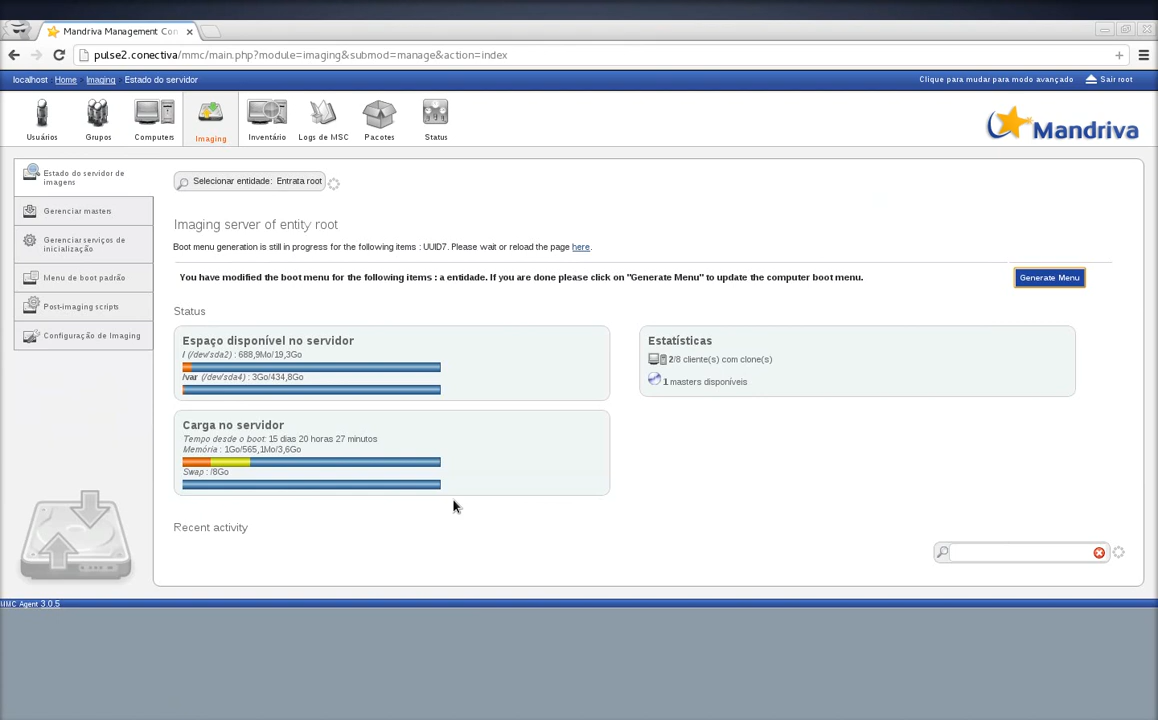 Mandriva Management Con
pulse2.conectiva/mmc/main.php?module=imaging&submod=manage&action=index
localhost Home Imaging Estado do servidor
Clique para mudar para modo avançado Sair root
Usuários Grupos Computers Imaging Inventário Logs de MSC Pacotes Status
Mandriva
Estado do servidor de
imagens
Gerenciar masters
Gerenciar serviços de
inicialização
Menu de boot padrão
Post-imaging scripts
Configuração de Imaging
Selecionar entidade: Entrata root
Imaging server of entity root
Boot menu generation is still in progress for the following items : UUID7. Please wait or reload the page here.
You have modified the boot menu for the following items : a entidade. If you are done please click on "Generate Menu" to update the computer boot menu.
Generate Menu
Status
Espaço disponível no servidor
/ (/dev/sda2) : 688,9Mo/19,3Go
/var (/dev/sda4) : 3Go/434,8Go
Estatísticas
2/8 cliente(s) com clone(s)
1 masters disponíveis
Carga no servidor
Tempo desde o boot: 15 dias 20 horas 27 minutos
Memória : 1Go/565,1Mo/3,6Go
Swap : /8Go
Recent activity
MMC Agent 3.0.5